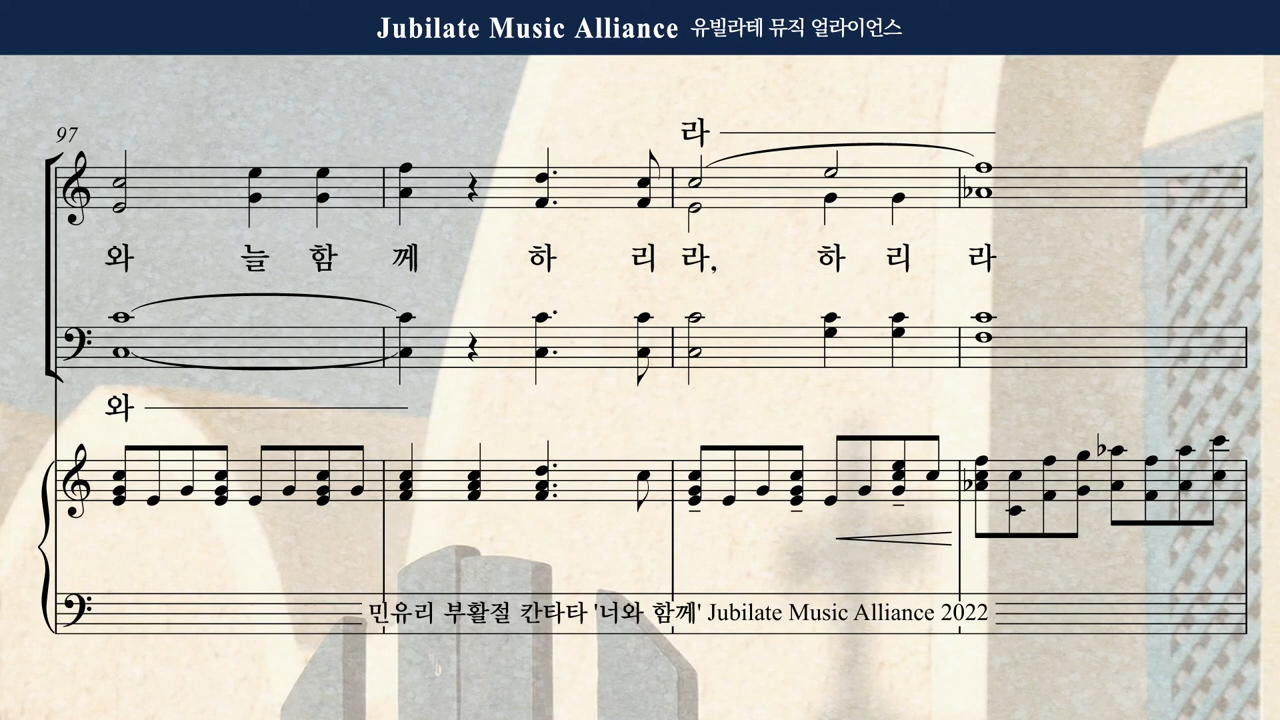 Jubilate Music Alliance 유빌라테 뮤직 얼라이언스
97
라
와 늘 함 께 하 리 라, 하 리 라
와
민유리 부활절 칸타타 '너와 함께' Jubilate Music Alliance 2022